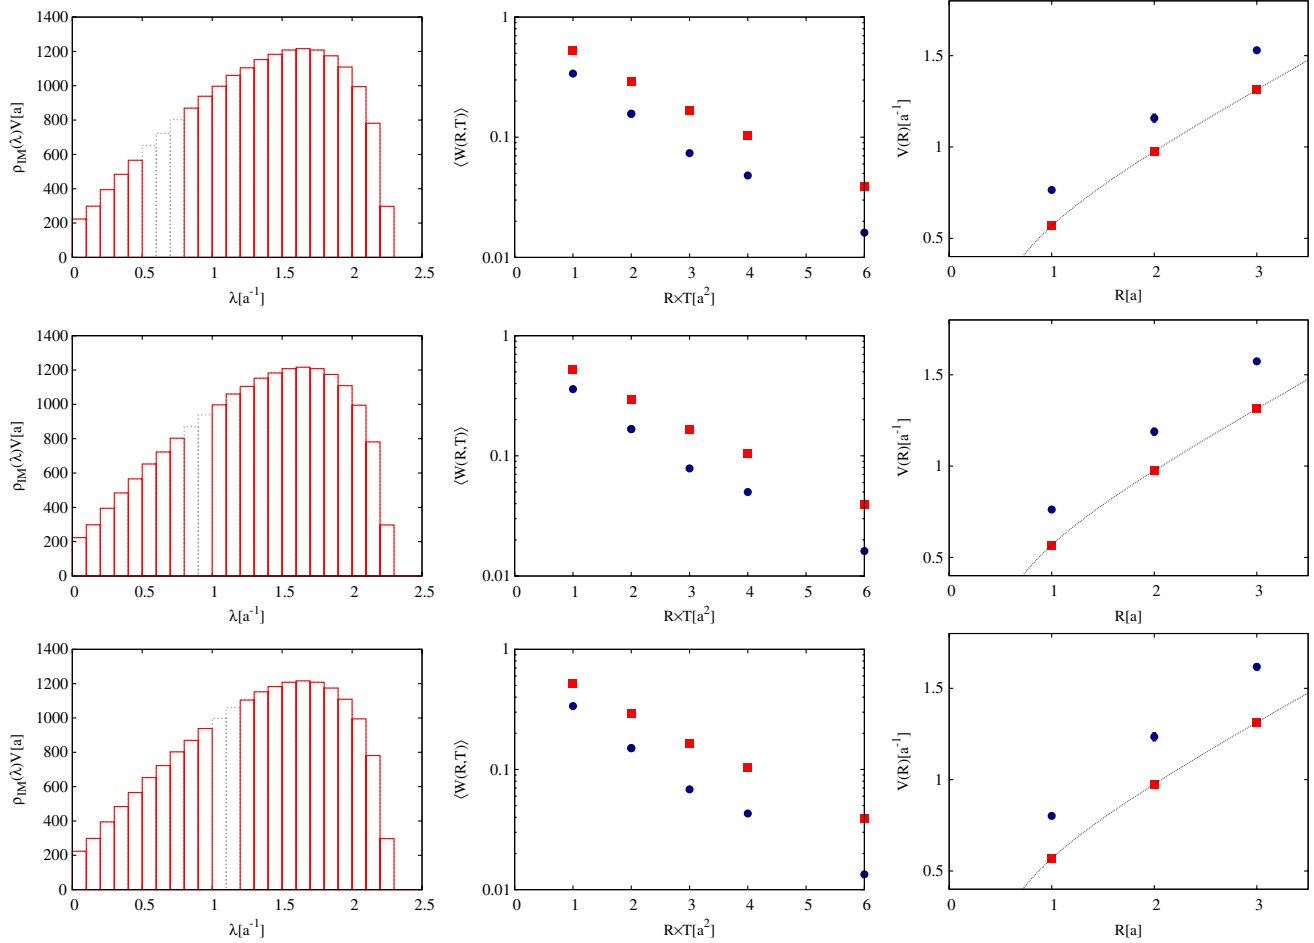 1400
1200
1000
800
600
400
200
0
ρIM(λ)V[a]
0 0.5 1 1.5 2 2.5
λ[a-1]
1
0.1
0.01
⟨W(R,T)⟩
0 1 2 3 4 5 6
R×T[a2]
1.5
1
0.5
V(R)[a-1]
0 1 2 3
R[a]
1400
1200
1000
800
600
400
200
0
ρIM(λ)V[a]
0 0.5 1 1.5 2 2.5
λ[a-1]
1
0.1
0.01
⟨W(R,T)⟩
0 1 2 3 4 5 6
R×T[a2]
1.5
1
0.5
V(R)[a-1]
0 1 2 3
R[a]
1400
1200
1000
800
600
400
200
0
ρIM(λ)V[a]
0 0.5 1 1.5 2 2.5
λ[a-1]
1
0.1
0.01
⟨W(R,T)⟩
0 1 2 3 4 5 6
R×T[a2]
1.5
1
0.5
V(R)[a-1]
0 1 2 3
R[a]